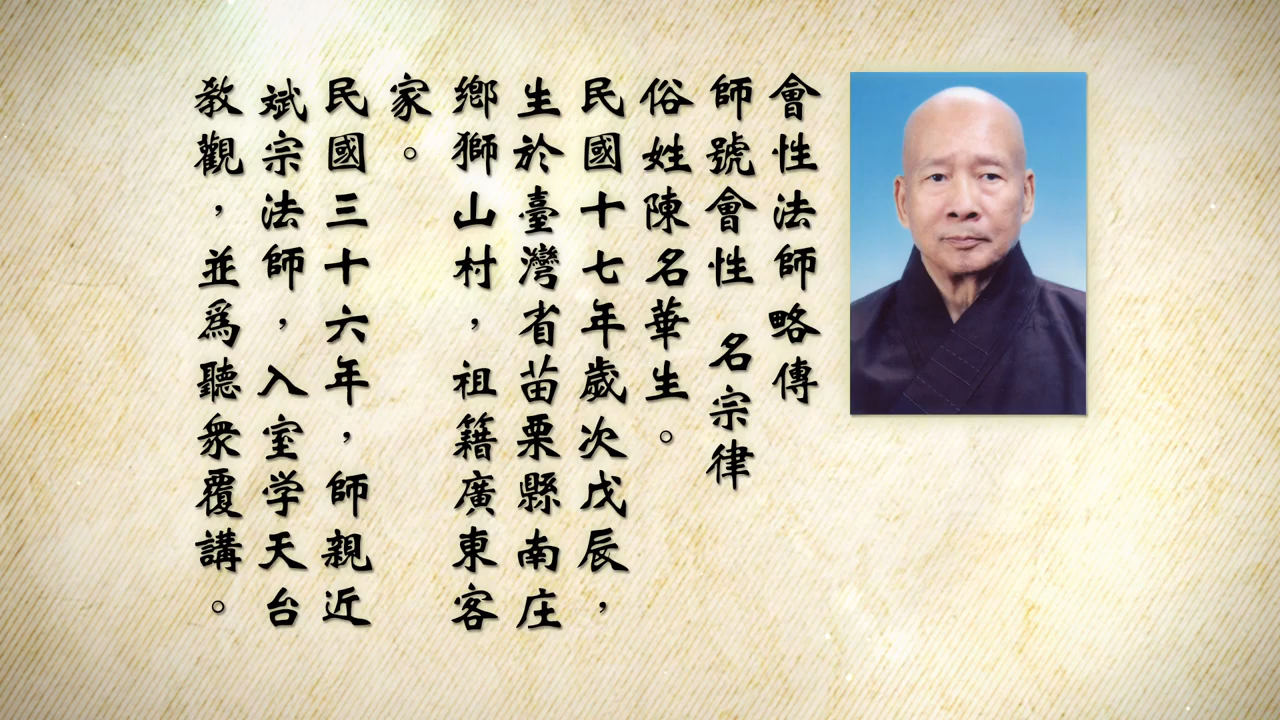 會性法師略傳
師號會性 名宗律
俗姓陳名華生。
民國十七年歲次戊辰，
生於臺灣省苗栗縣南庄
鄉獅山村，祖籍廣東客
家。
民國三十六年，師親近
斌宗法師，入室学天台
教觀，並爲聽衆覆講。